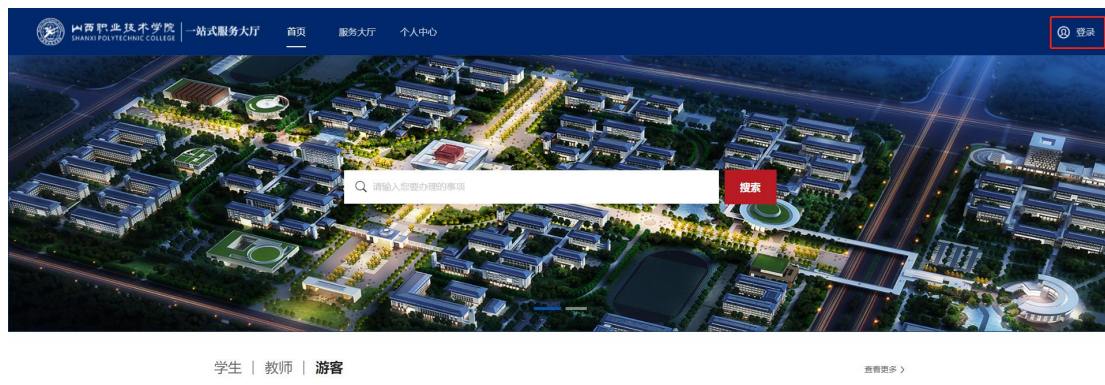 山西职业技术学院 一站式服务大厅 首页 服务大厅 个人中心 登录
SHANXI POLYTECHNIC COLLEGE
请输入您要办理的事项 搜索
学生 | 教师 | 游客 查看更多 >